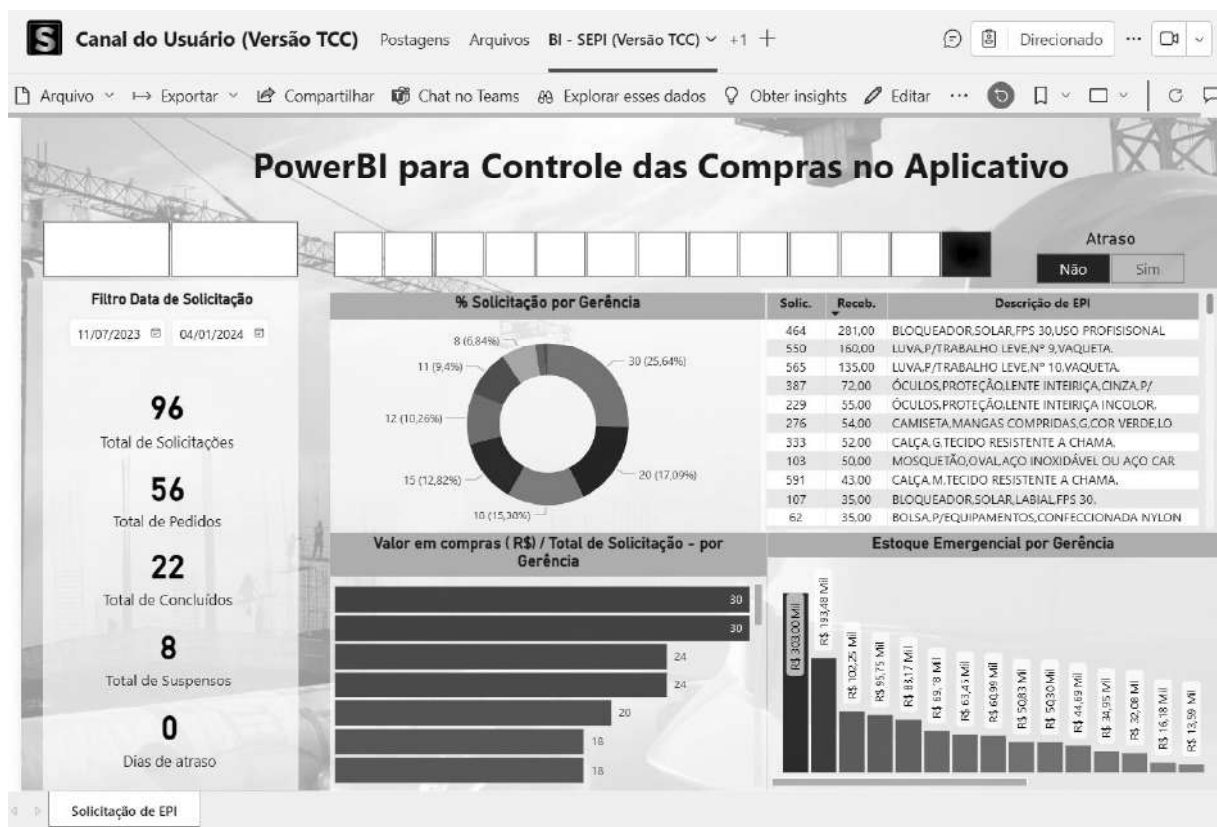 S Canal do Usuário (Versão TCC) Postagens Arquivos BI - SEPI (Versão TCC) +1 Direcionado
Arquivo Exportar Compartilhar Chat no Teams Explorar esses dados Obter insights Editar
PowerBI para Controle das Compras no Aplicativo
Atraso
Não Sim
Filtro Data de Solicitação
11/07/2023 04/01/2024
96
Total de Solicitações
56
Total de Pedidos
22
Total de Concluídos
8
Total de Suspensos
0
Dias de atraso
% Solicitação por Gerência
8 (6,84%)
11 (9,4%)
12 (10,26%)
15 (12,82%)
30 (25,64%)
20 (17,09%)
Solic. Receb. Descrição de EPI
464 281,00 BLOQUEADOR,SOLAR,FPS 30,USO PROFISISONAL
550 160,00 LUVA,P/TRABALHO LEVE,Nº 9,VAQUETA.
565 135,00 LUVA,P/TRABALHO LEVE,Nº 10,VAQUETA.
387 72,00 ÓCULOS,PROTEÇÃO,LENTE INTEIRIÇA,CINZA,P/
229 55,00 ÓCULOS,PROTEÇÃO,LENTE INTEIRIÇA INCOLOR,
276 54,00 CAMISETA,MANGAS COMPRIDAS,G,COR VERDE,LO
333 52,00 CALÇA,G,TECIDO RESISTENTE A CHAMA,
103 50,00 MOSQUETÃO,OVAL,AÇO INOXIDÁVEL OU AÇO CAR
591 43,00 CALÇA,M,TECIDO RESISTENTE A CHAMA,
107 35,00 BLOQUEADOR,SOLAR,LABIAL,FPS 30.
62 35,00 BOLSA,P/EQUIPAMENTOS,CONFECCIONADA NYLON
Valor em compras ( R$) / Total de Solicitação - por
Gerência
30
30
24
24
20
18
18
Estoque Emergencial por Gerência
R$ 303,00 Mil
R$ 193,48 Mil
R$ 102,25 Mil
R$ 95,75 Mil
R$ 83,17 Mil
R$ 69,18 Mil
R$ 63,45 Mil
R$ 60,99 Mil
R$ 50,83 Mil
R$ 50,30 Mil
R$ 44,69 Mil
R$ 34,95 Mil
R$ 32,08 Mil
R$ 16,18 Mil
R$ 13,59 Mil
Solicitação de EPI